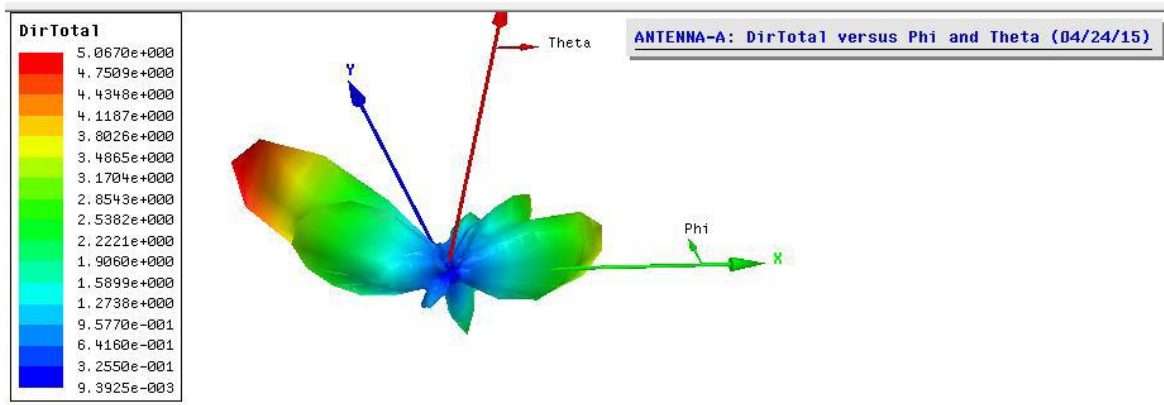 DirTotal
5.0670e+000
4.7509e+000
4.4348e+000
4.1187e+000
3.8026e+000
3.4865e+000
3.1704e+000
2.8543e+000
2.5382e+000
2.2221e+000
1.9060e+000
1.5899e+000
1.2738e+000
9.5770e-001
6.4160e-001
3.2550e-001
9.3925e-003
ANTENNA-A: DirTotal versus Phi and Theta (04/24/15)
Theta
Y
Phi
X